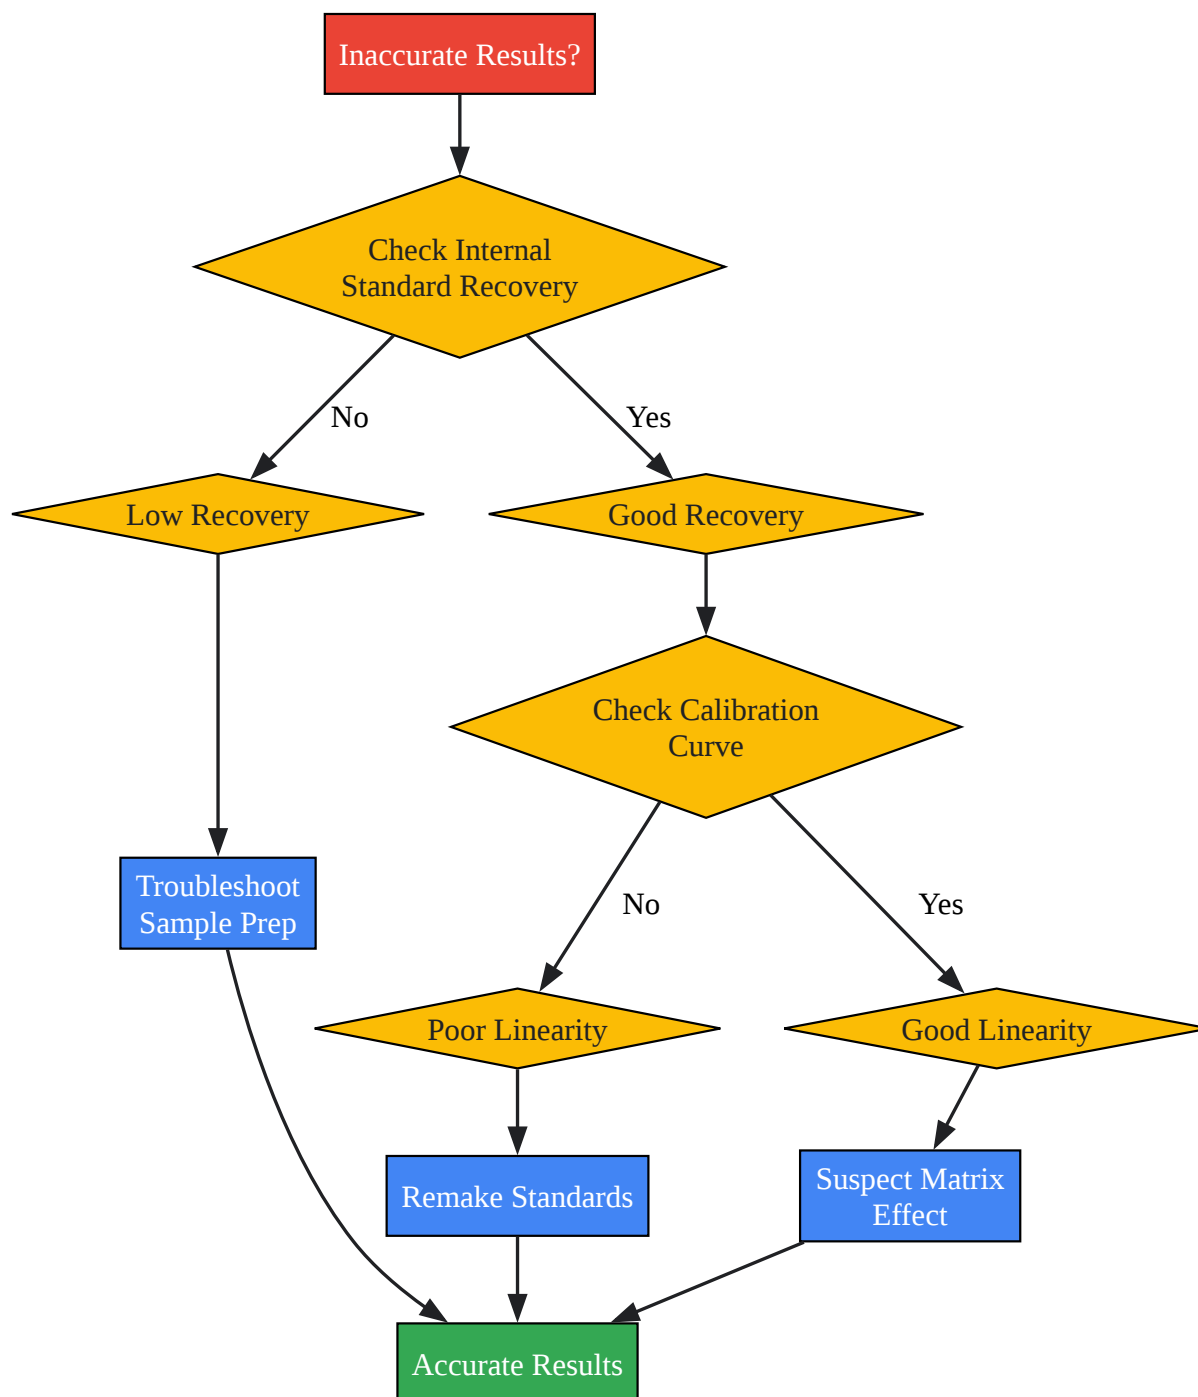 Inaccurate Results?
Check Internal
Standard Recovery
No
Yes
Low Recovery
Good Recovery
Check Calibration
Curve
Troubleshoot
Sample Prep
No
Yes
Poor Linearity
Good Linearity
Remake Standards
Suspect Matrix
Effect
Accurate Results